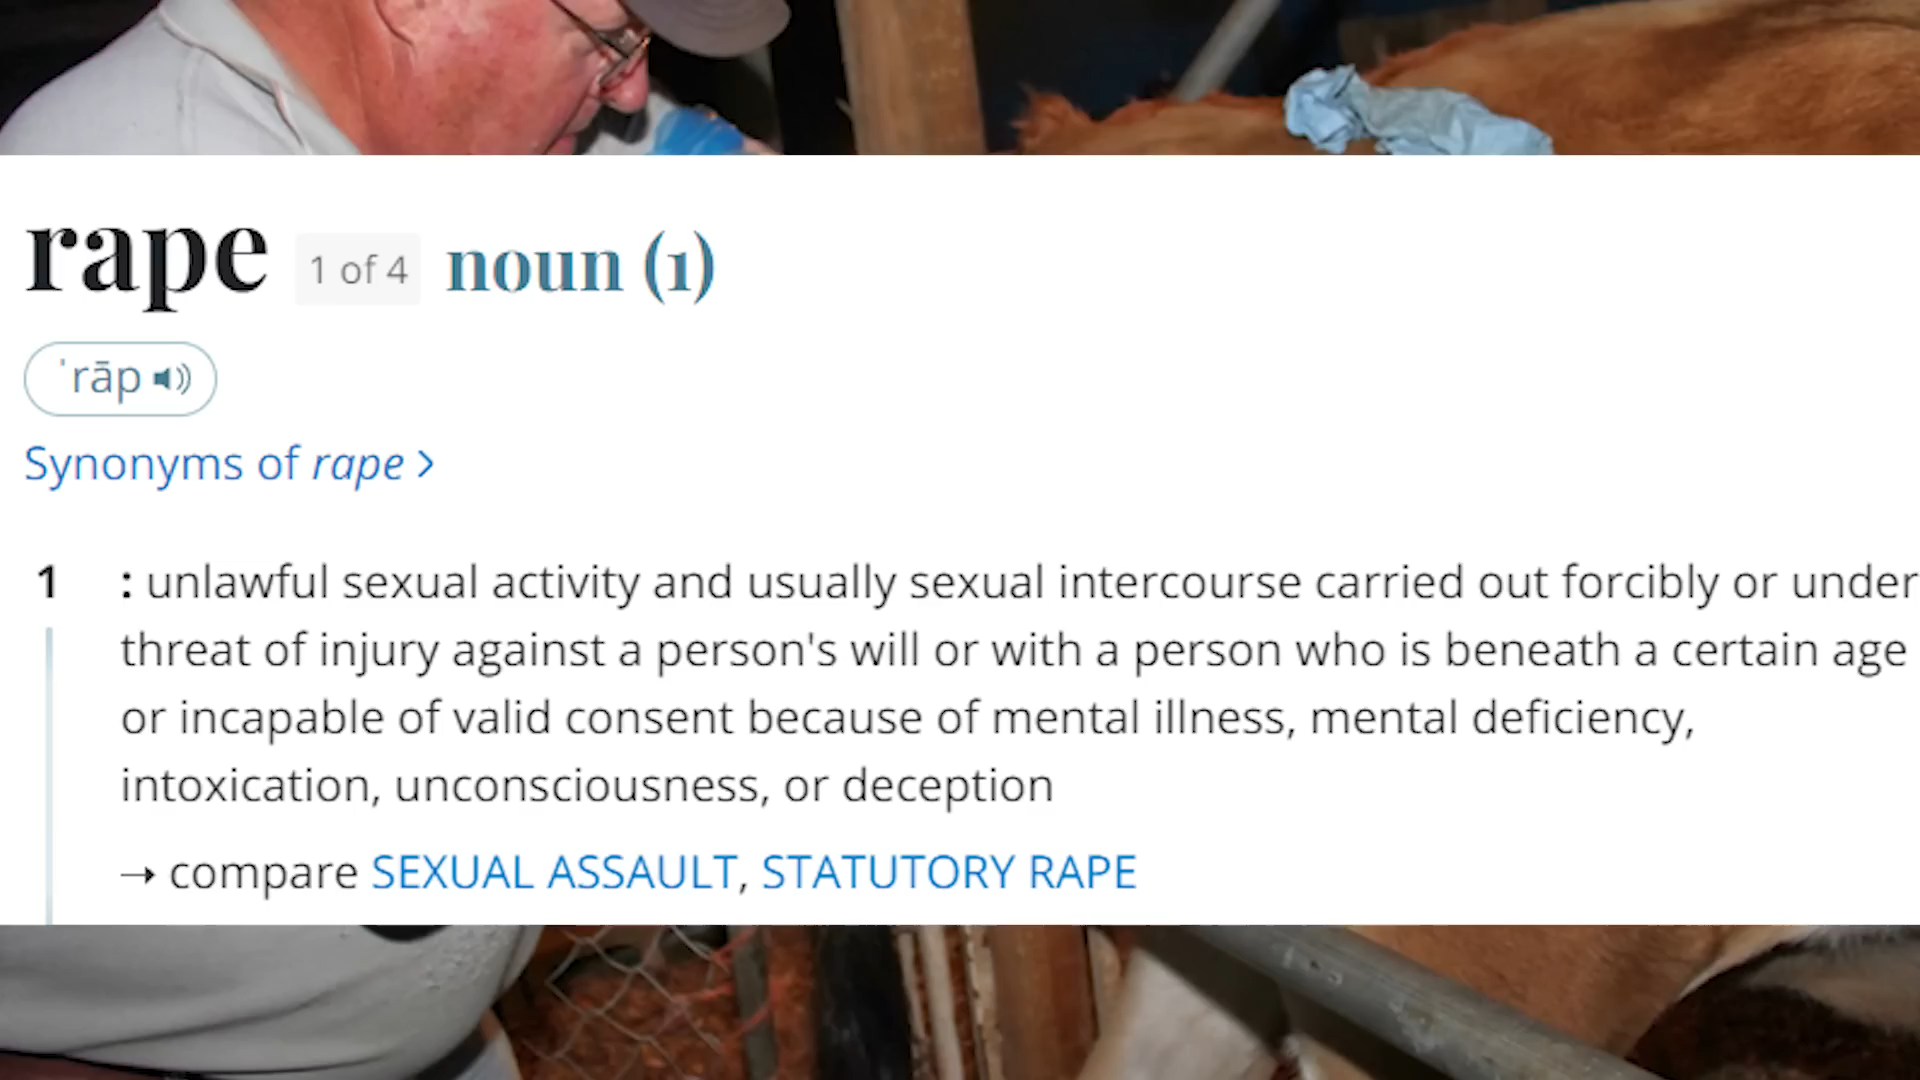 rape 1 of 4 noun (1)
ˈrāp
Synonyms of rape >
1 : unlawful sexual activity and usually sexual intercourse carried out forcibly or under
threat of injury against a person's will or with a person who is beneath a certain age
or incapable of valid consent because of mental illness, mental deficiency,
intoxication, unconsciousness, or deception
→ compare SEXUAL ASSAULT, STATUTORY RAPE